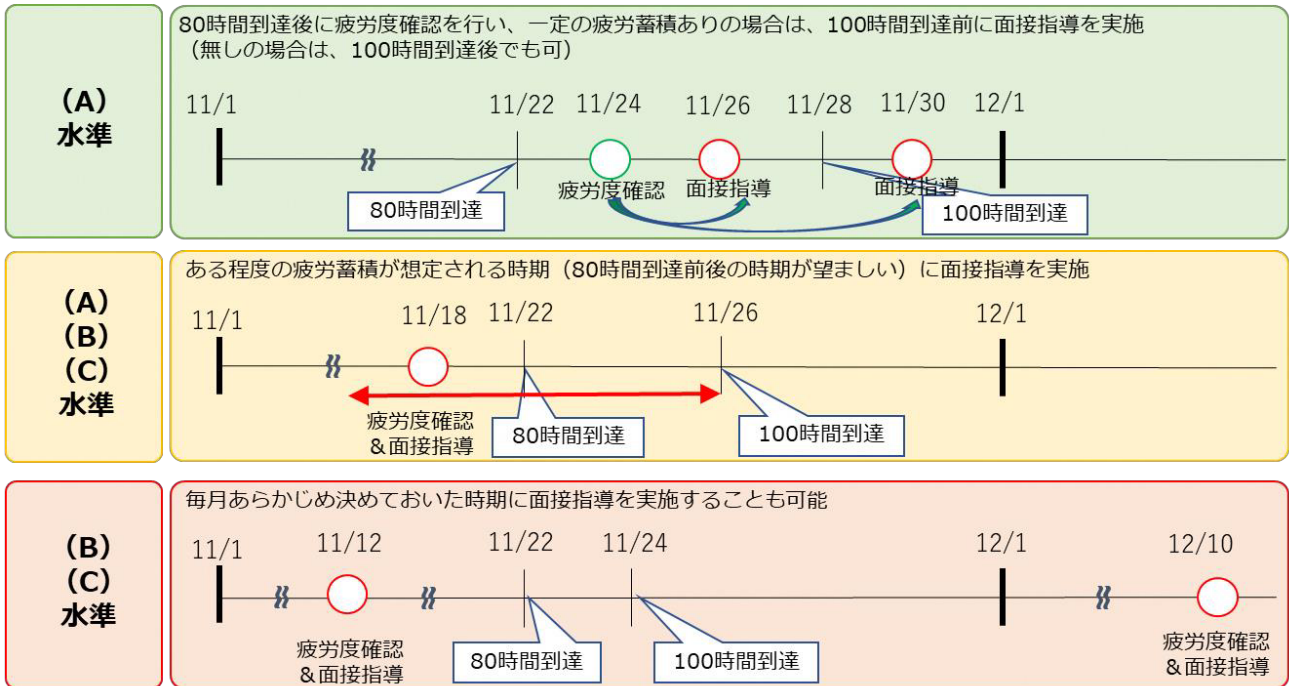 80時間到達後に疲労度確認を行い、一定の疲労蓄積ありの場合は、100時間到達前に面接指導を実施
（無しの場合は、100時間到達後でも可）
（A）
水準
11/1
11/22
11/24
11/26
11/28
11/30
12/1
疲労度確認
面接指導
面接指導
80時間到達
100時間到達
ある程度の疲労蓄積が想定される時期（80時間到達前後の時期が望ましい）に面接指導を実施
（A）
（B）
（C）
水準
11/1
11/18
11/22
11/26
12/1
疲労度確認
＆面接指導
80時間到達
100時間到達
毎月あらかじめ決めておいた時期に面接指導を実施することも可能
（B）
（C）
水準
11/1
11/12
11/22
11/24
12/1
12/10
疲労度確認
＆面接指導
80時間到達
100時間到達
疲労度確認
＆面接指導